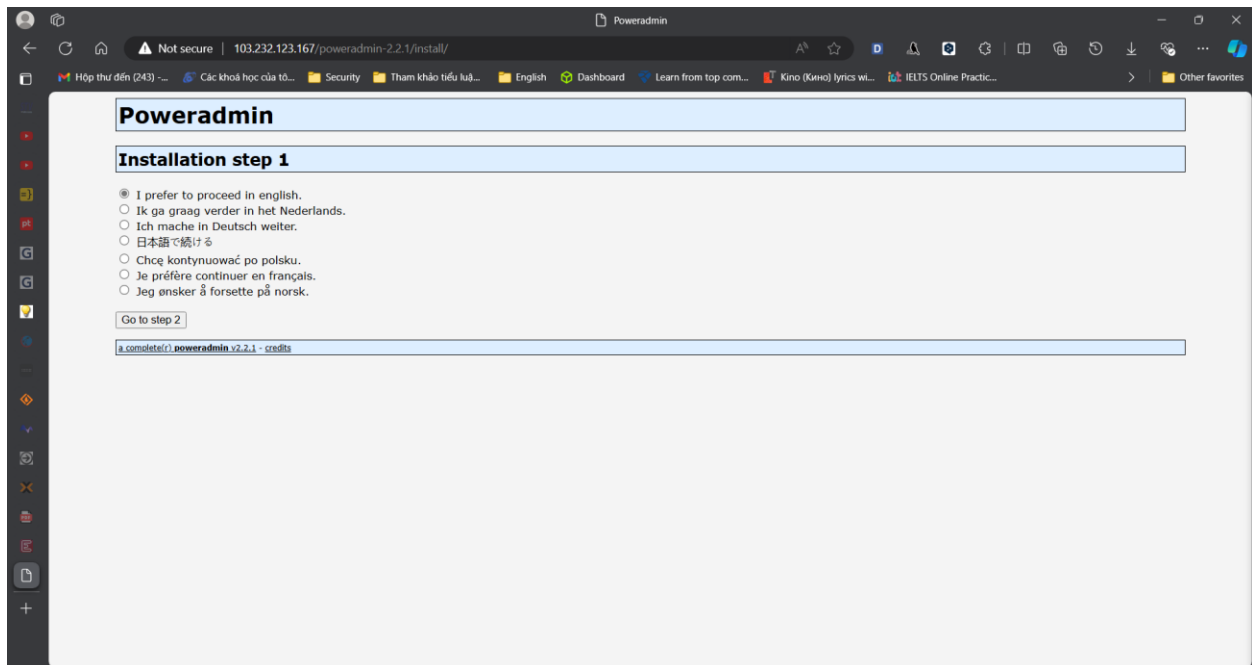 Poweradmin
Not secure | 103.232.123.167/poweradmin-2.2.1/install/
Hộp thư đến (243) -... Các khoá học của tô... Security Tham khảo tiểu luậ... English Dashboard Learn from top com... Kino (Кино) lyrics wi... IELTS Online Practic... Other favorites
Poweradmin
Installation step 1
I prefer to proceed in english.
Ik ga graag verder in het Nederlands.
Ich mache in Deutsch weiter.
日本語で続ける
Chcę kontynuować po polsku.
Je préfère continuer en français.
Jeg ønsker å forsette på norsk.
Go to step 2
a complete(r) poweradmin v2.2.1 - credits